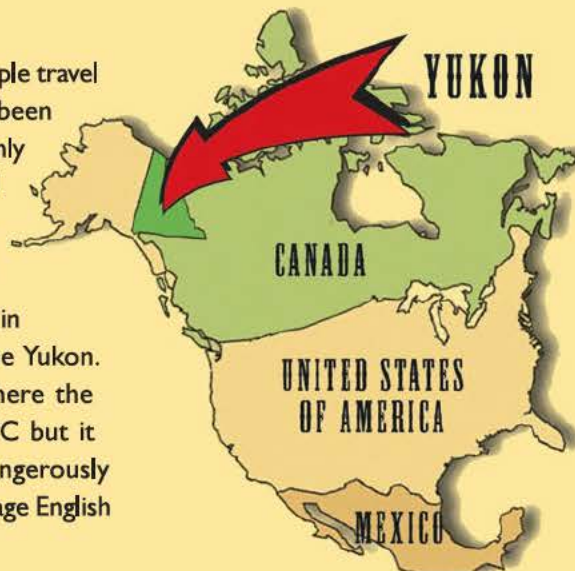 ple travel
been
nly
in
e Yukon.
here the
C but it
ngerously
age English
YUKON
CANADA
UNITED STATES
OF AMERICA
MEXICO